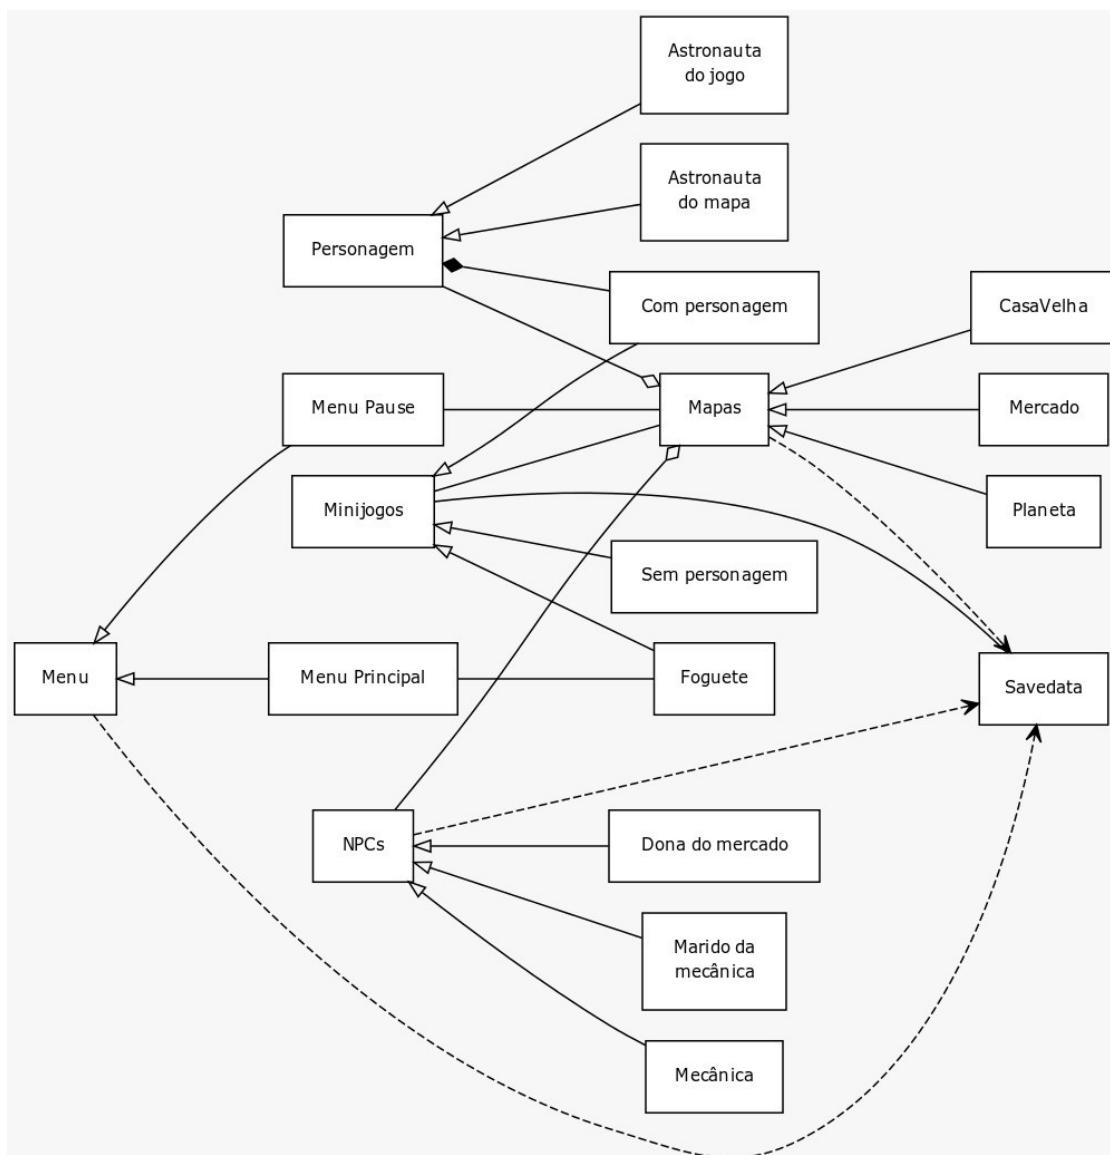 Astronauta
do jogo
Astronauta
do mapa
Personagem
Com personagem
CasaVelha
Menu Pause
Mapas
Mercado
Minijogos
Planeta
Sem personagem
Menu
Menu Principal
Foguete
Savedata
NPCs
Dona do mercado
Marido da
mecânica
Mecânica